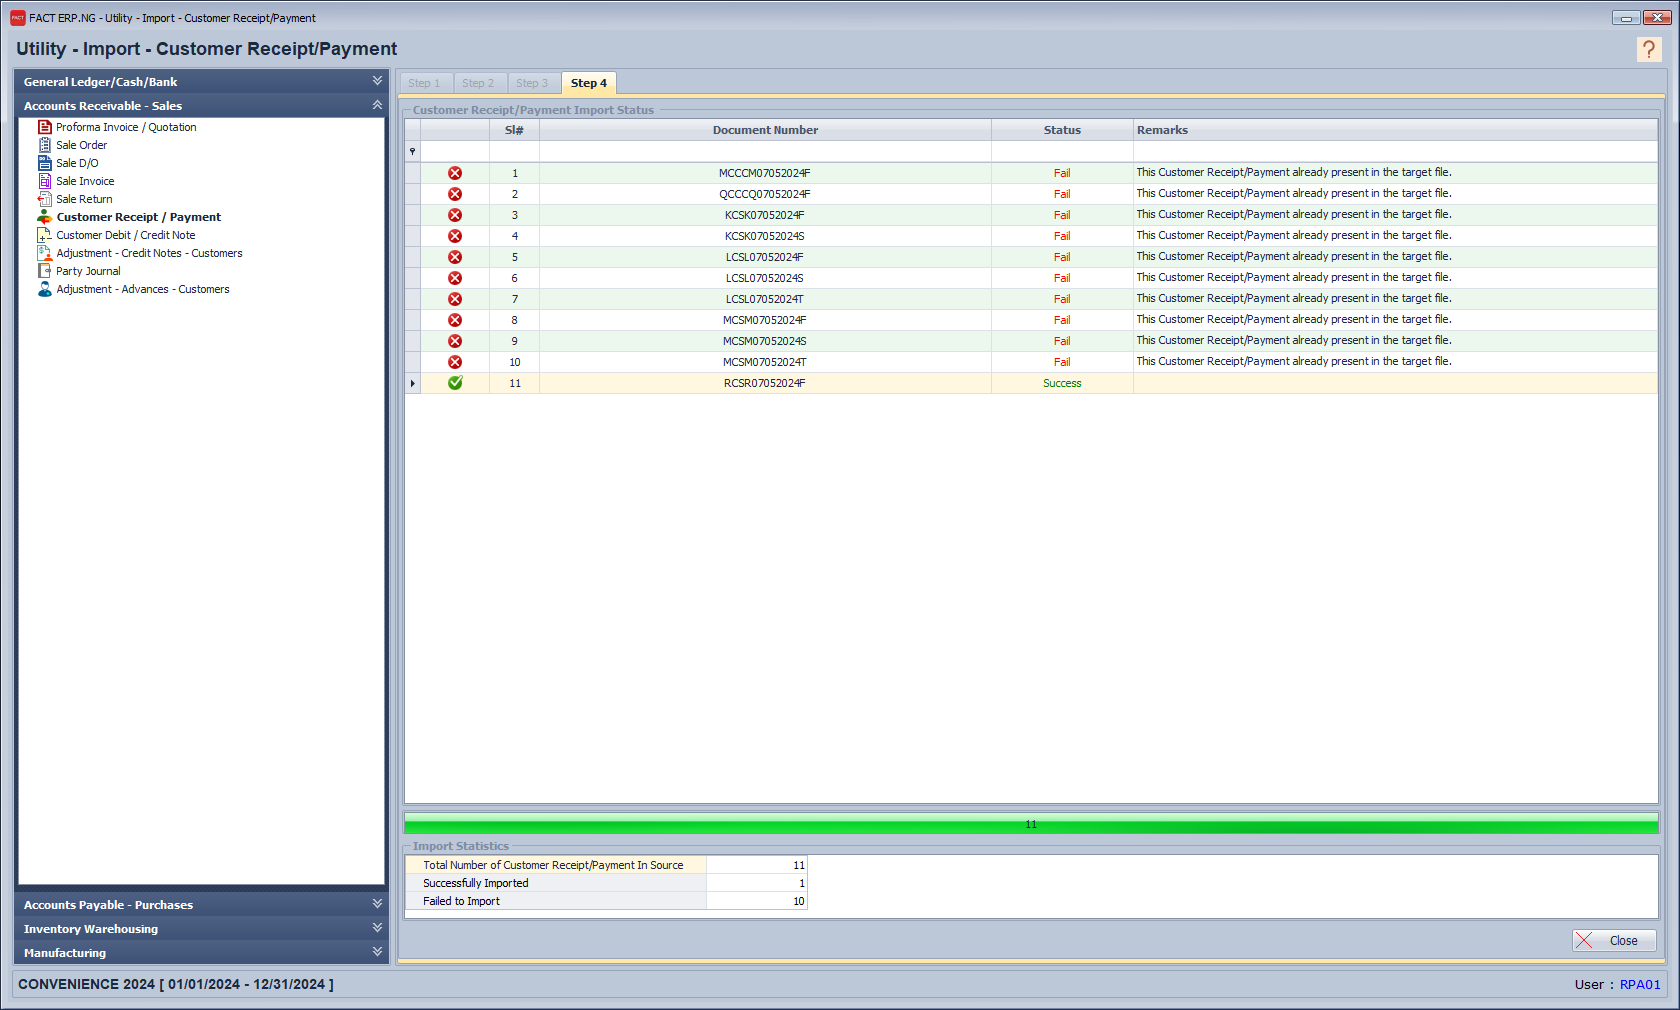 FACT FACT ERP.NG - Utility - Import - Customer Receipt/Payment
Utility - Import - Customer Receipt/Payment
?
General Ledger/Cash/Bank
Accounts Receivable - Sales
Proforma Invoice / Quotation
Sale Order
Sale D/O
Sale Invoice
Sale Return
Customer Receipt / Payment
Customer Debit / Credit Note
Adjustment - Credit Notes - Customers
Party Journal
Adjustment - Advances - Customers
Accounts Payable - Purchases
Inventory Warehousing
Manufacturing
Step 1 Step 2 Step 3 Step 4
Customer Receipt/Payment Import Status
Sl# Document Number Status Remarks
1 MCCCM07052024F Fail This Customer Receipt/Payment already present in the target file.
2 QCCCQ07052024F Fail This Customer Receipt/Payment already present in the target file.
3 KCSK07052024F Fail This Customer Receipt/Payment already present in the target file.
4 KCSK07052024S Fail This Customer Receipt/Payment already present in the target file.
5 LCSL07052024F Fail This Customer Receipt/Payment already present in the target file.
6 LCSL07052024S Fail This Customer Receipt/Payment already present in the target file.
7 LCSL07052024T Fail This Customer Receipt/Payment already present in the target file.
8 MCSM07052024F Fail This Customer Receipt/Payment already present in the target file.
9 MCSM07052024S Fail This Customer Receipt/Payment already present in the target file.
10 MCSM07052024T Fail This Customer Receipt/Payment already present in the target file.
11 RCSR07052024F Success
11
Import Statistics
Total Number of Customer Receipt/Payment In Source 11
Successfully Imported 1
Failed to Import 10
Close
CONVENIENCE 2024 [ 01/01/2024 - 12/31/2024 ]
User : RPA01